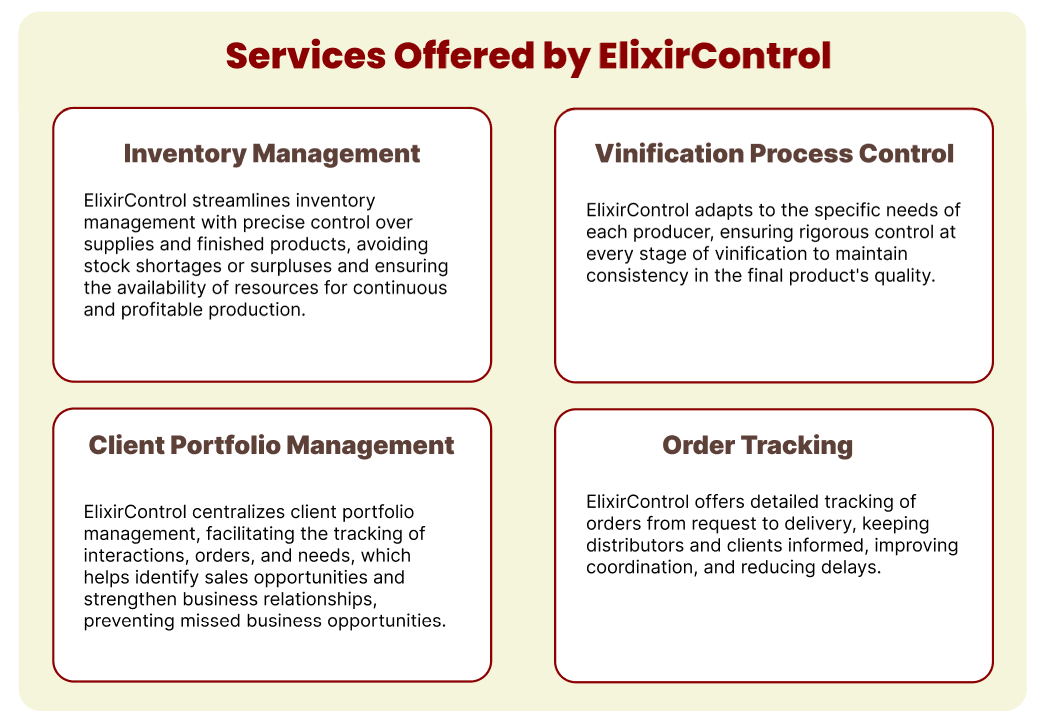 Services Offered by ElixirControl
Inventory Management
ElixirControl streamlines inventory
management with precise control over
supplies and finished products, avoiding
stock shortages or surpluses and ensuring
the availability of resources for continuous
and profitable production.
Vinification Process Control
ElixirControl adapts to the specific needs of
each producer, ensuring rigorous control at
every stage of vinification to maintain
consistency in the final product's quality.
Client Portfolio Management
ElixirControl centralizes client portfolio
management, facilitating the tracking of
interactions, orders, and needs, which
helps identify sales opportunities and
strengthen business relationships,
preventing missed business opportunities.
Order Tracking
ElixirControl offers detailed tracking of
orders from request to delivery, keeping
distributors and clients informed, improving
coordination, and reducing delays.